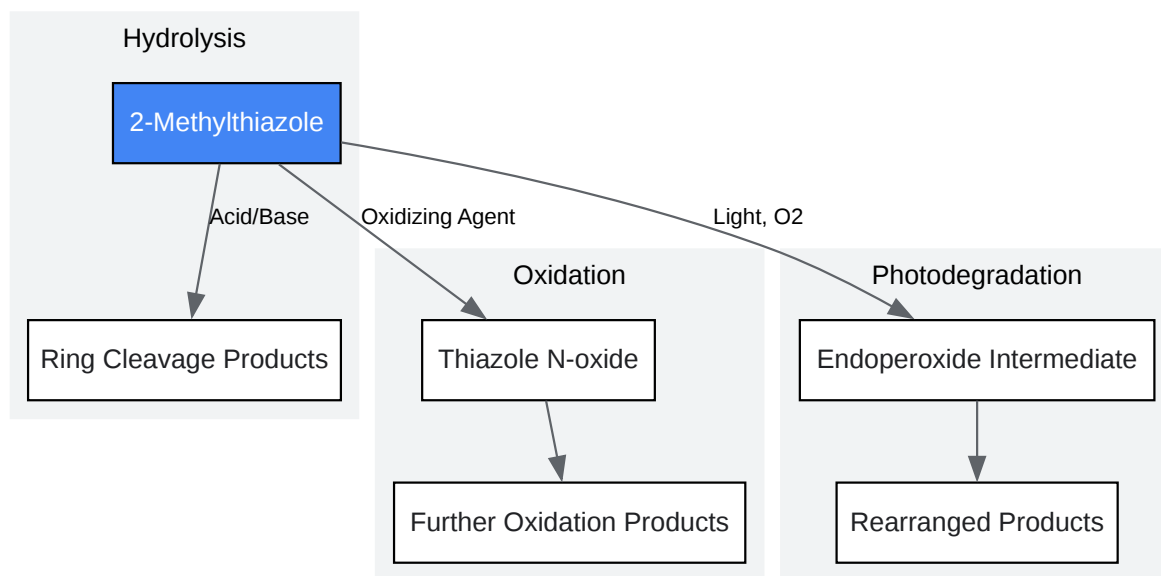 Hydrolysis
2-Methylthiazole
Acid/Base
Oxidizing Agent
Light, O2
Oxidation
Photodegradation
Ring Cleavage Products
Thiazole N-oxide
Endoperoxide Intermediate
Further Oxidation Products
Rearranged Products